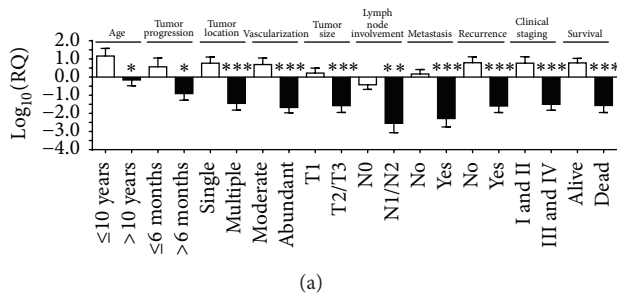 Age
Tumor progression
Tumor location
Vascularization
Tumor size
Lymph node involvement
Metastasis
Recurrence
Clinical staging
Survival
Log10(RQ)
2.0
1.0
0.0
−1.0
−2.0
−3.0
−4.0
* * *** *** *** ** *** *** *** ***
≤10 years
>10 years
≤6 months
>6 months
Single
Multiple
Moderate
Abundant
T1
T2/T3
N0
N1/N2
No
Yes
No
Yes
I and II
III and IV
Alive
Dead
(a)